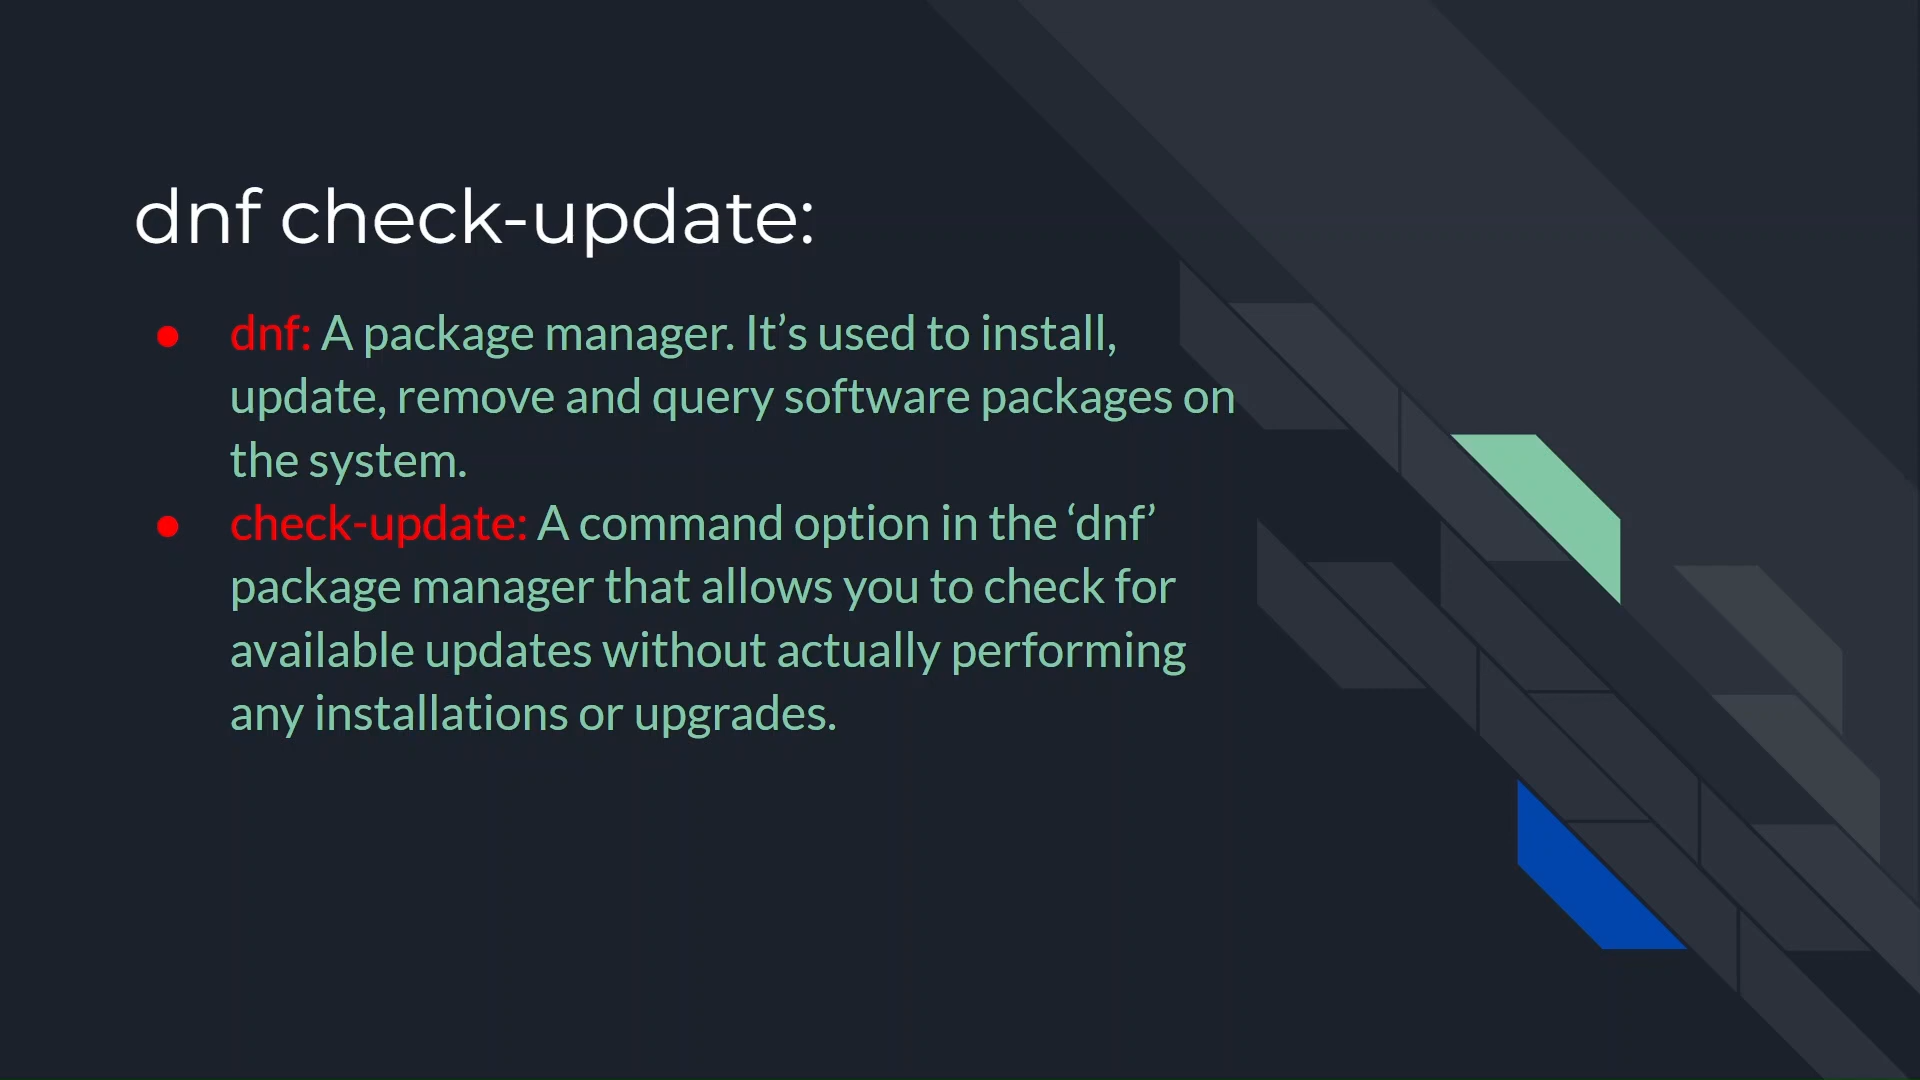 dnf check-update:
● dnf: A package manager. It’s used to install,
update, remove and query software packages on
the system.
● check-update: A command option in the ‘dnf’
package manager that allows you to check for
available updates without actually performing
any installations or upgrades.